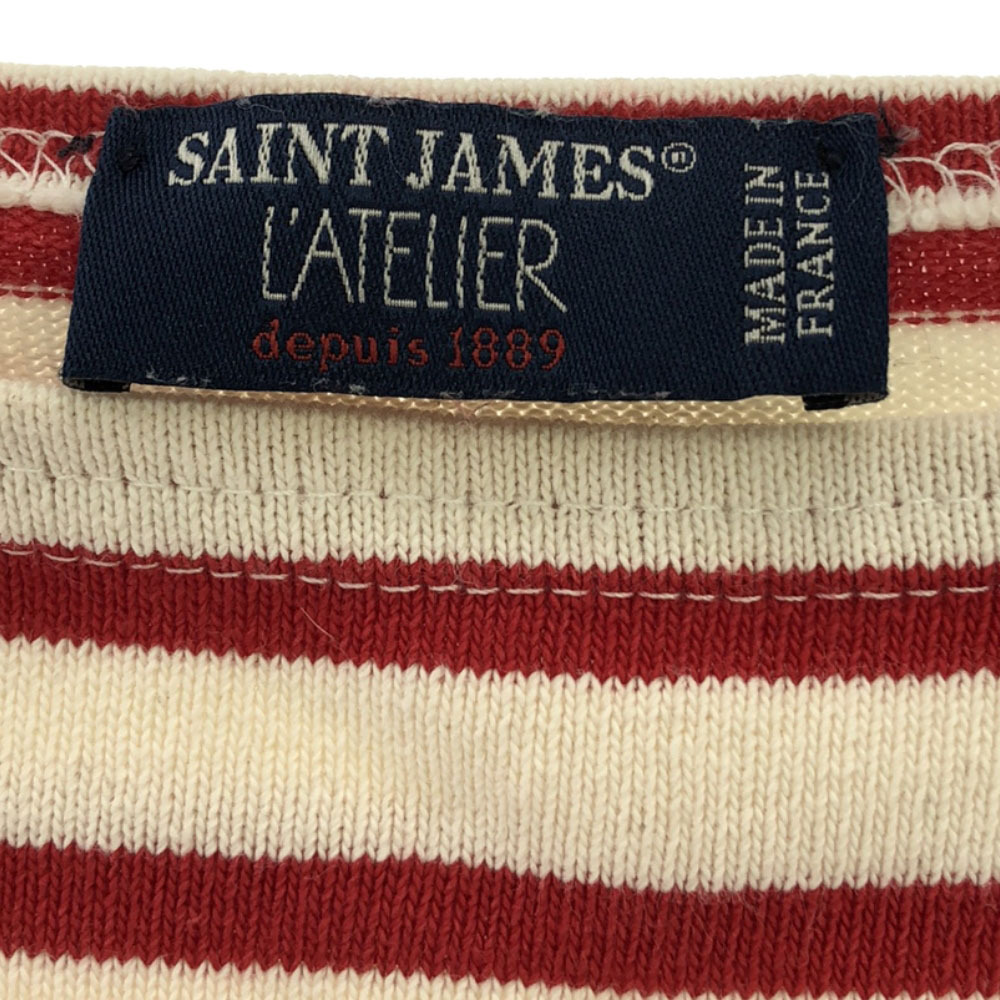 SAINT JAMES®
L'ATELIER
depuis 1889
MADE IN
FRANCE